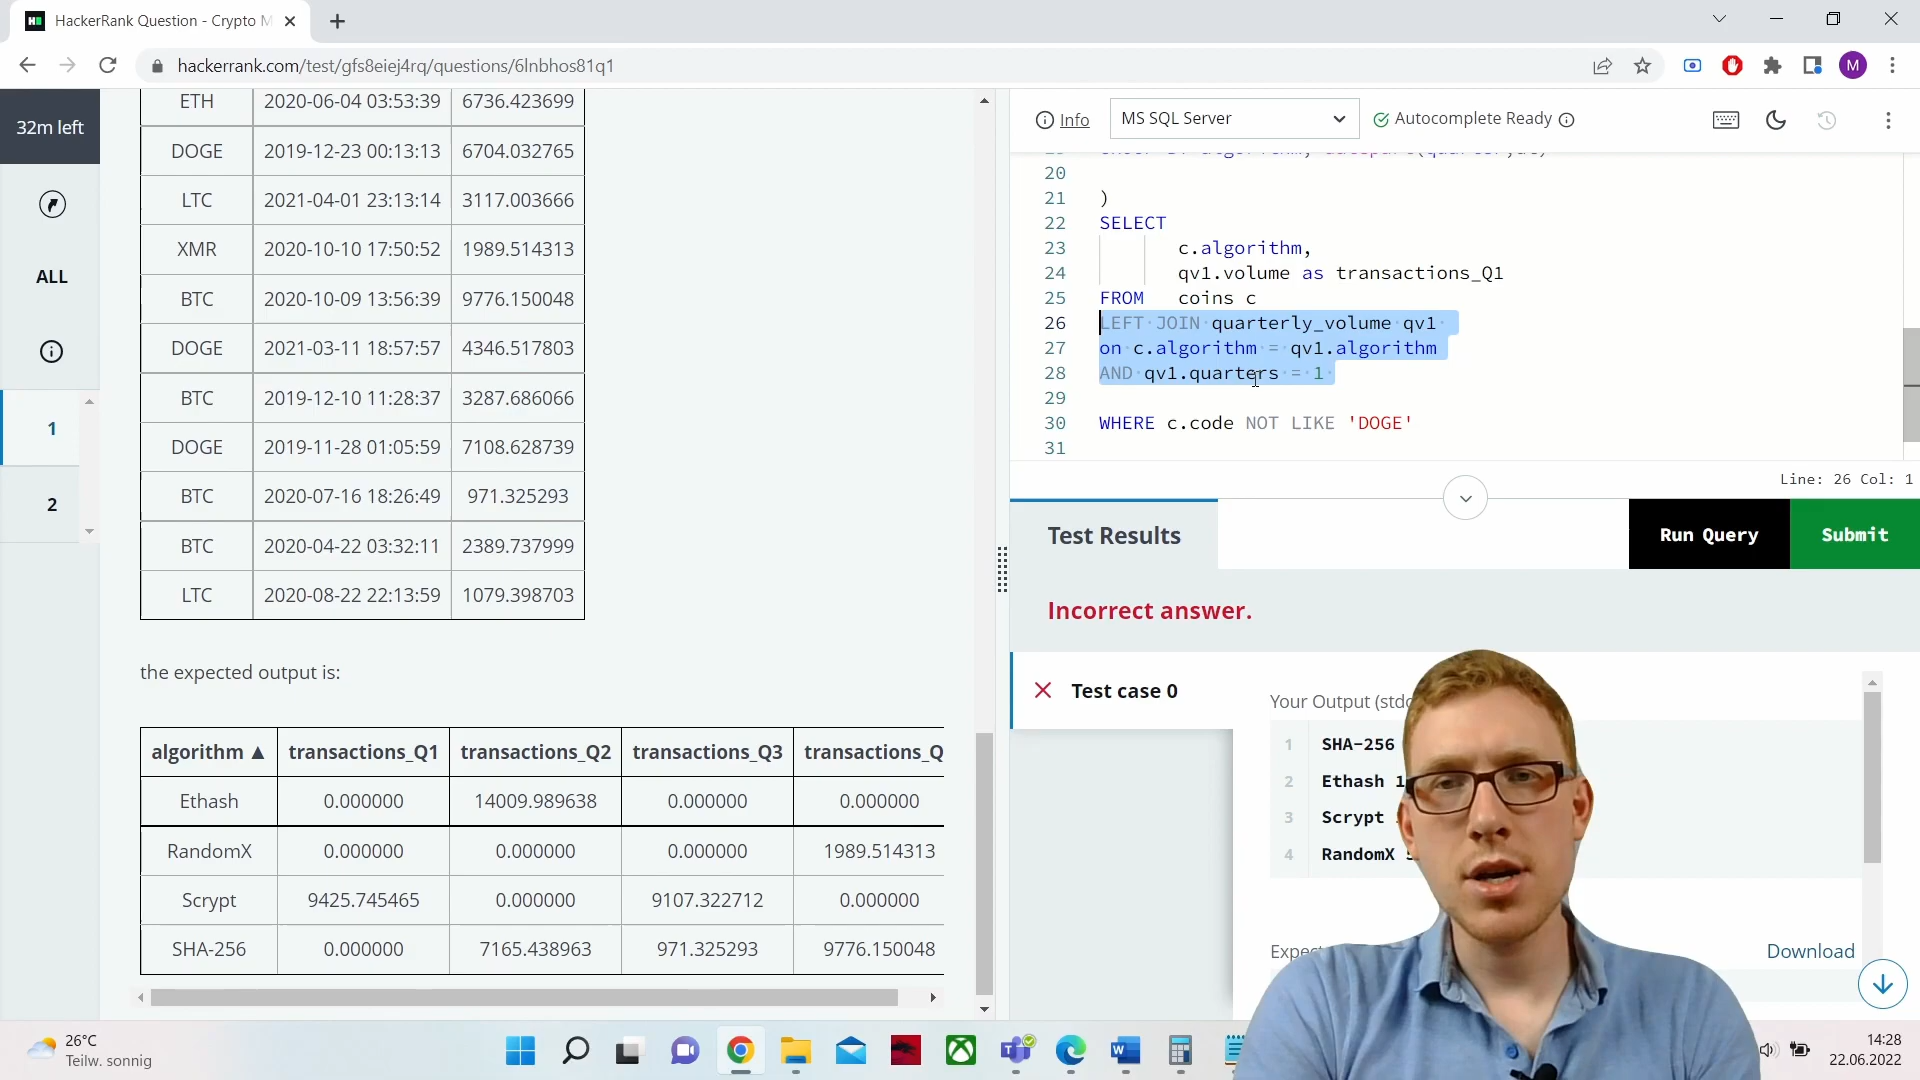 HackerRank Question - Crypto M
hackerrank.com/test/gfs8eiej4rq/questions/6lnbhos81q1
M
32m left
ALL
1
2
ETH 2020-06-04 03:53:39 6736.423699
DOGE 2019-12-23 00:13:13 6704.032765
LTC 2021-04-01 23:13:14 3117.003666
XMR 2020-10-10 17:50:52 1989.514313
BTC 2020-10-09 13:56:39 9776.150048
DOGE 2021-03-11 18:57:57 4346.517803
BTC 2019-12-10 11:28:37 3287.686066
DOGE 2019-11-28 01:05:59 7108.628739
BTC 2020-07-16 18:26:49 971.325293
BTC 2020-04-22 03:32:11 2389.737999
LTC 2020-08-22 22:13:59 1079.398703
the expected output is:
algorithm ▲ transactions_Q1 transactions_Q2 transactions_Q3 transactions_Q
Ethash 0.000000 14009.989638 0.000000 0.000000
RandomX 0.000000 0.000000 0.000000 1989.514313
Scrypt 9425.745465 0.000000 9107.322712 0.000000
SHA-256 0.000000 7165.438963 971.325293 9776.150048
Info MS SQL Server Autocomplete Ready
20
21 )
22 SELECT
23 c.algorithm,
24 qv1.volume as transactions_Q1
25 FROM coins c
26 LEFT JOIN quarterly_volume qv1
27 on c.algorithm = qv1.algorithm
28 AND qv1.quarters = 1
29
30 WHERE c.code NOT LIKE 'DOGE'
31
Line: 26 Col: 1
Test Results Run Query Submit
Incorrect answer.
Test case 0
Your Output (stdo
1 SHA-256
2 Ethash 1
3 Scrypt
4 RandomX
Expec
Download
26°C
Teilw. sonnig
14:28
22.06.2022